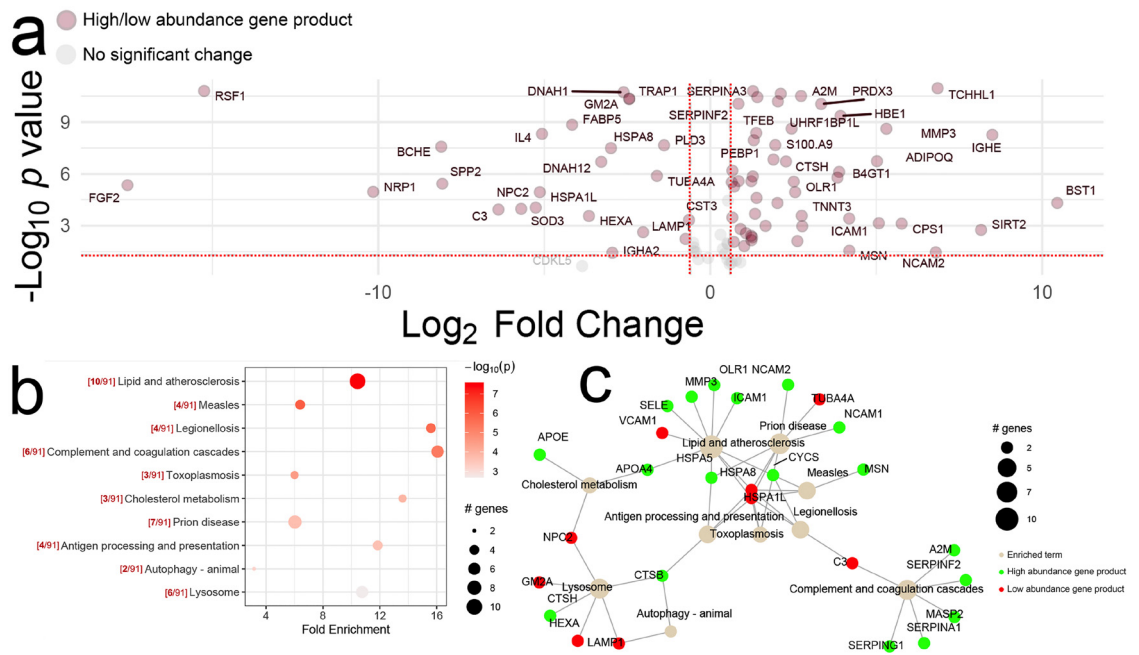 a
High/low abundance gene product
No significant change
-Log10 p value
9
6
3
-10
0
10
Log2 Fold Change
RSF1
DNAH1
TRAP1
SERPINA3
A2M
PRDX3
TCHHL1
GM2A
FABP5
SERPINF2
TFEB
UHRF1BP1L
HBE1
IL4
HSPA8
PLD3
S100.A9
MMP3
IGHE
BCHE
PEBP1
ADIPOQ
DNAH12
CTSH
SPP2
TUBA4A
B4GT1
FGF2
NRP1
NPC2
HSPA1L
OLR1
BST1
CST3
TNNT3
C3
SOD3
HEXA
LAMP1
ICAM1
CPS1
SIRT2
IGHA2
MSN
CDKL5
NCAM2
b
[10/91] Lipid and atherosclerosis
[4/91] Measles
[4/91] Legionellosis
[6/91] Complement and coagulation cascades
[3/91] Toxoplasmosis
[3/91] Cholesterol metabolism
[7/91] Prion disease
[4/91] Antigen processing and presentation
[2/91] Autophagy - animal
[6/91] Lysosome
4
8
12
16
Fold Enrichment
−log10(p)
7
6
5
4
3
# genes
2
4
6
8
10
c
OLR1 NCAM2
MMP3
ICAM1
TUBA4A
SELE
NCAM1
VCAM1
Prion disease
APOE
Lipid and atherosclerosis
HSPA5
CYCS
APOA4
HSPA8
Measles
MSN
Cholesterol metabolism
HSPA1L
Legionellosis
Antigen processing and presentation
Toxoplasmosis
NPC2
C3
A2M
GM2A
CTSB
SERPINF2
Lysosome
Complement and coagulation cascades
CTSH
HEXA
Autophagy - animal
MASP2
SERPINA1
LAMP1
SERPING1
# genes
2
5
7
10
Enriched term
High abundance gene product
Low abundance gene product